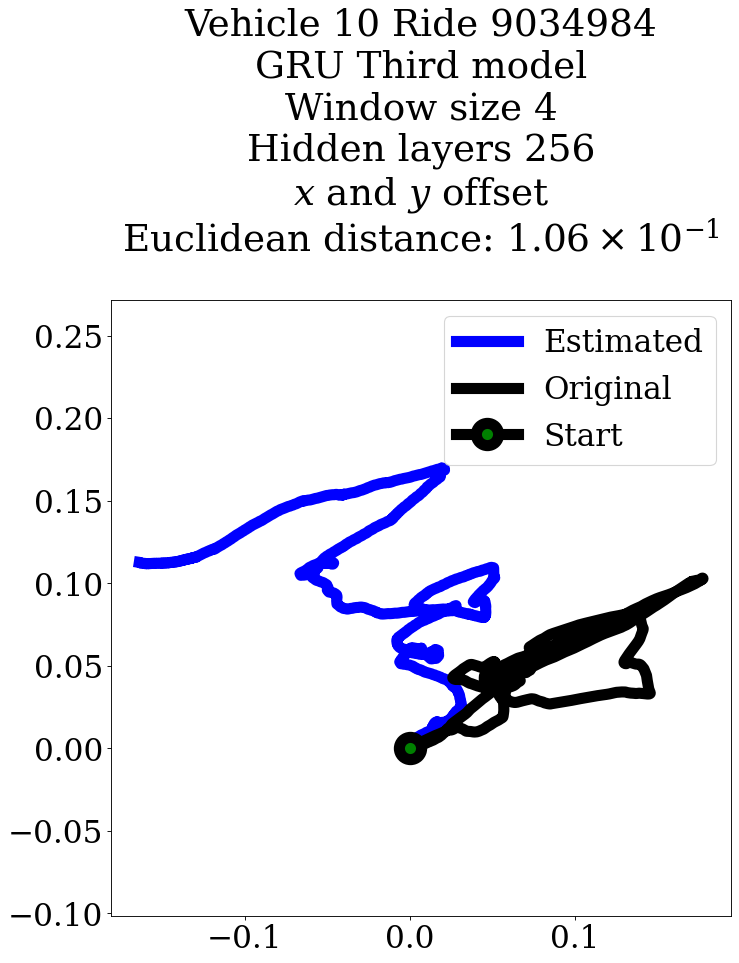 Vehicle 10 Ride 9034984
GRU Third model
Window size 4
Hidden layers 256
x and y offset
Euclidean distance: 1.06 × 10⁻¹
Estimated
Original
Start
0.25
0.20
0.15
0.10
0.05
0.00
−0.05
−0.10
−0.1 0.0 0.1